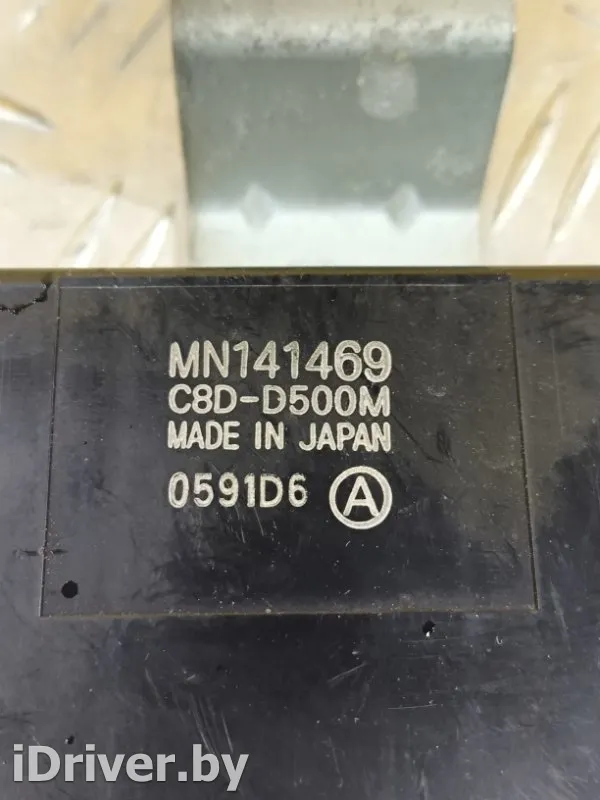 MN141469
C8D-D500M
MADE IN JAPAN
0591D6 A
iDriver.by